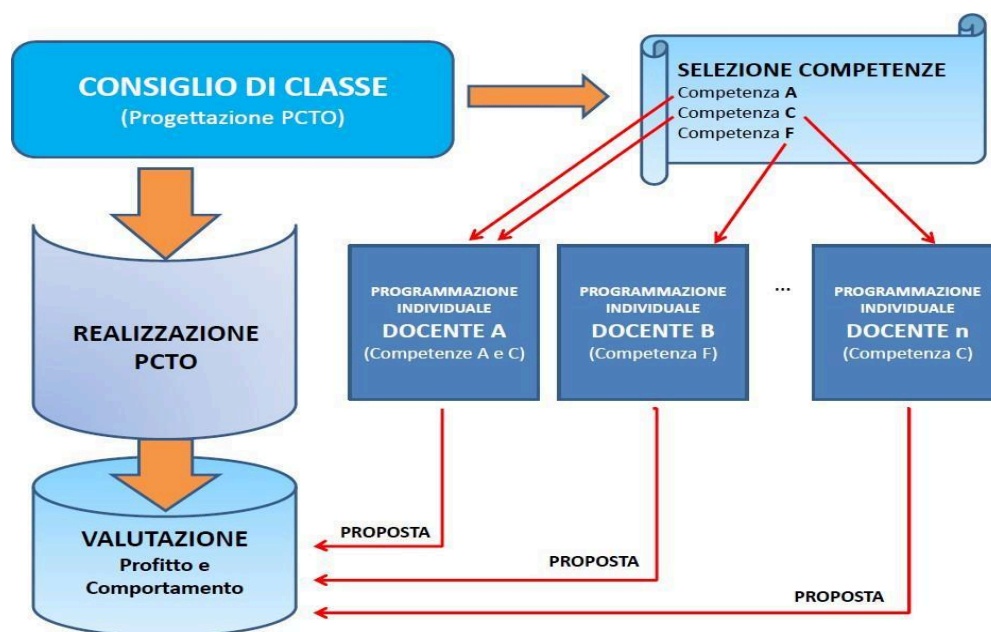 CONSIGLIO DI CLASSE
(Progettazione PCTO)
SELEZIONE COMPETENZE
Competenza A
Competenza C
Competenza F
REALIZZAZIONE
PCTO
PROGRAMMAZIONE
INDIVIDUALE
DOCENTE A
(Competenze A e C)
PROGRAMMAZIONE
INDIVIDUALE
DOCENTE B
(Competenza F)
...
PROGRAMMAZIONE
INDIVIDUALE
DOCENTE n
(Competenza C)
VALUTAZIONE
Profitto e
Comportamento
PROPOSTA
PROPOSTA
PROPOSTA